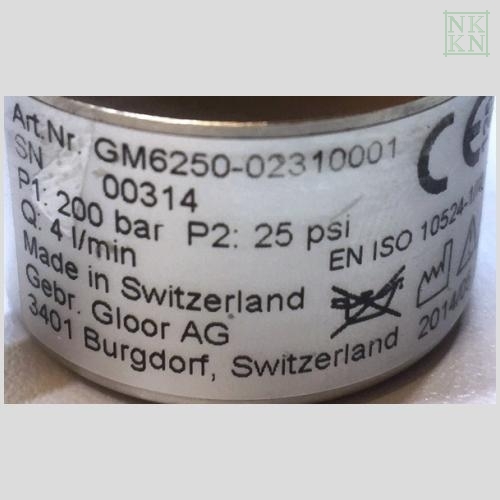 NK
KN
Art.Nr. GM6250-02310001
SN 00314
P1: 200 bar P2: 25 psi
Q: 4 l/min
EN ISO
Made in Switzerland
Gebr. Gloor AG
3401 Burgdorf, Switzerland
CE